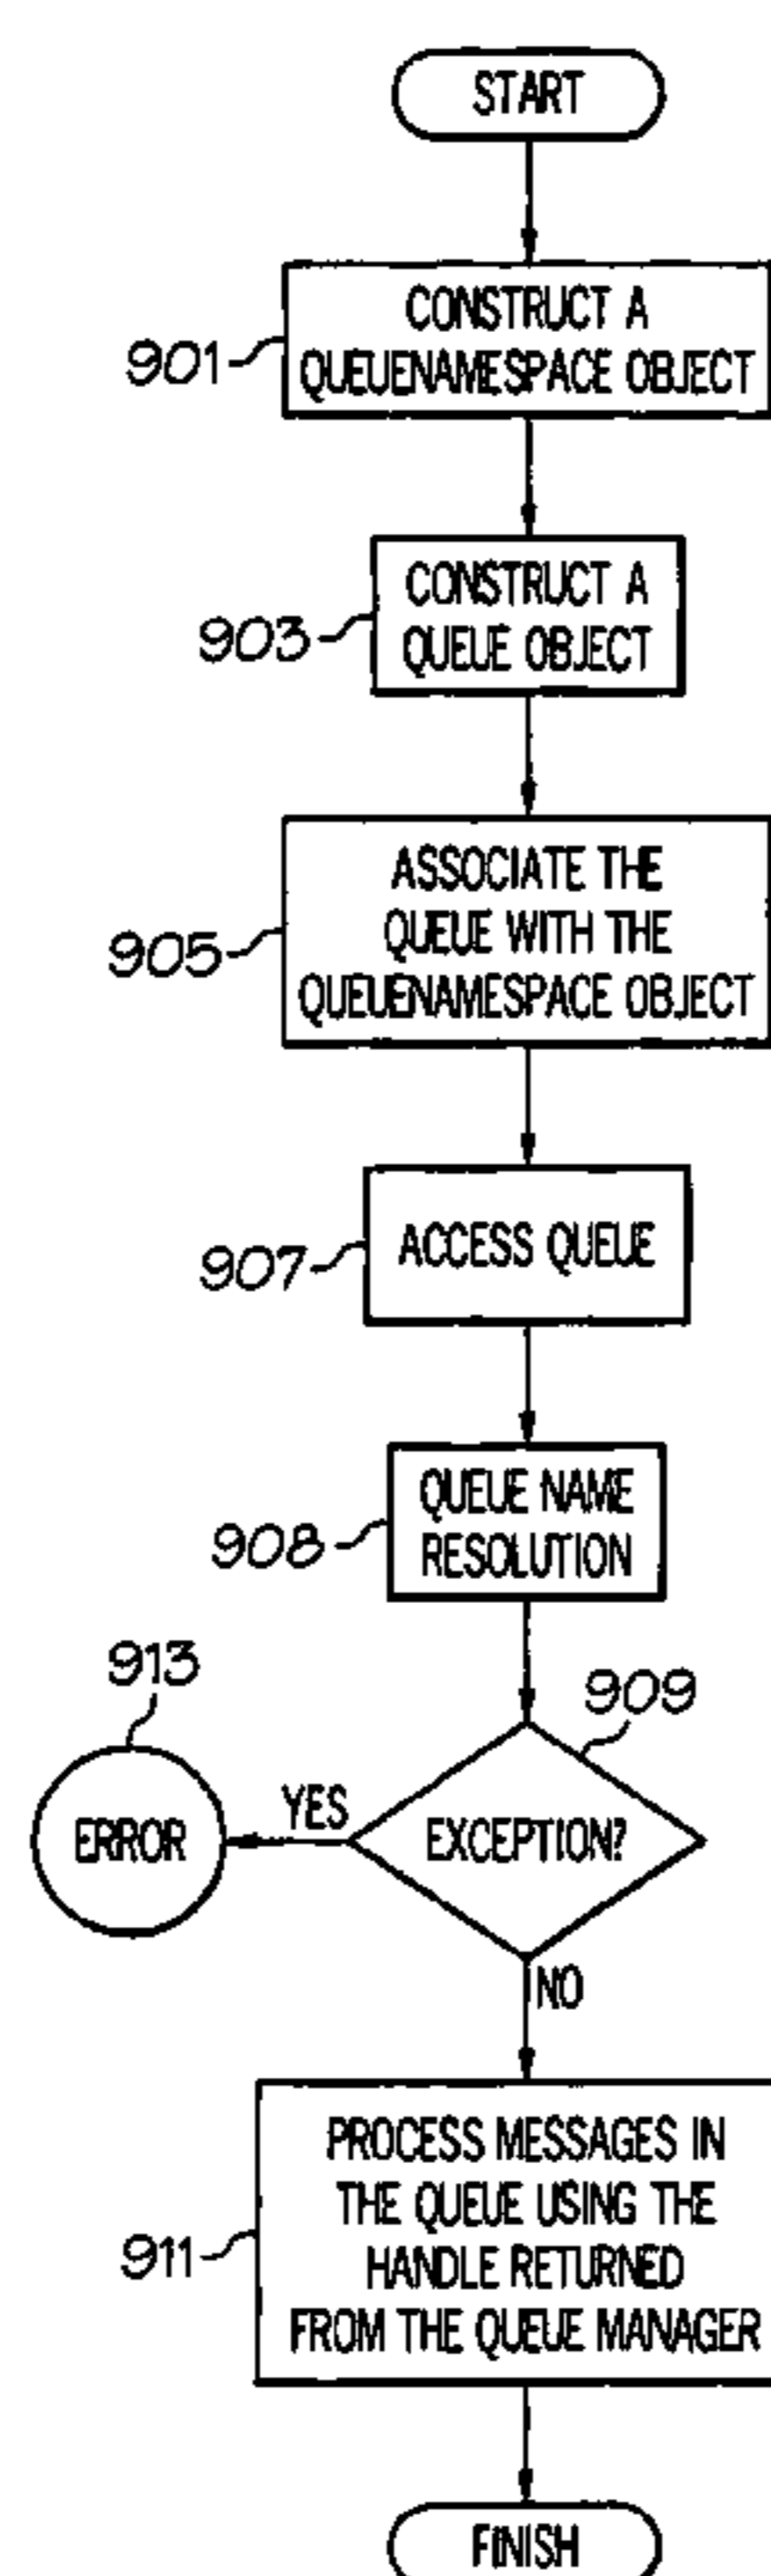 START
901
CONSTRUCT A
QUEUENAMESPACE OBJECT
903
CONSTRUCT A
QUEUE OBJECT
905
ASSOCIATE THE
QUEUE WITH THE
QUEUENAMESPACE OBJECT
907
ACCESS QUEUE
908
QUEUE NAME
RESOLUTION
913
909
ERROR
YES
EXCEPTION?
NO
911
PROCESS MESSAGES IN
THE QUEUE USING THE
HANDLE RETURNED
FROM THE QUEUE MANAGER
FINISH